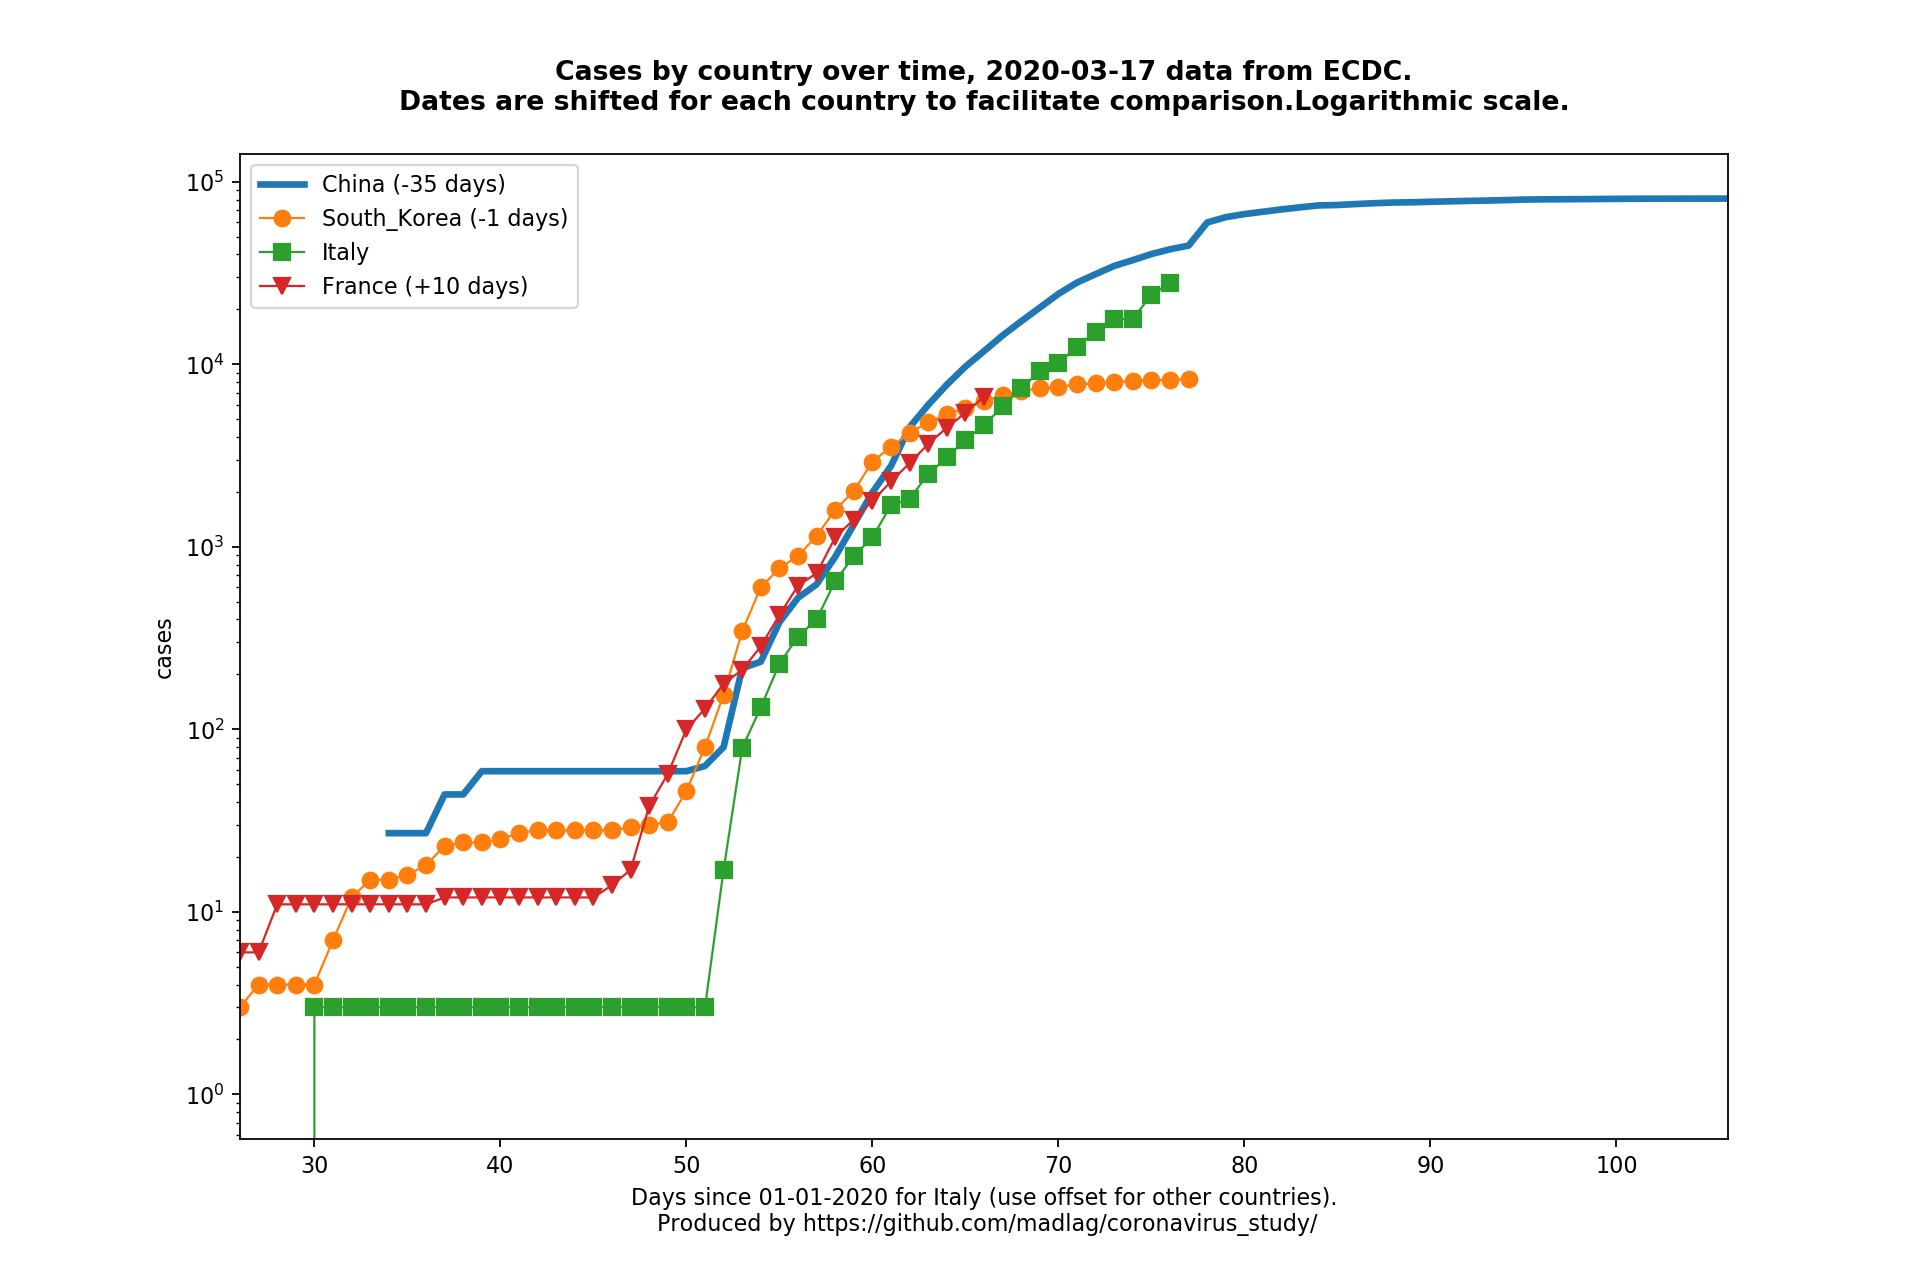 Cases by country over time, 2020-03-17 data from ECDC.
Dates are shifted for each country to facilitate comparison.Logarithmic scale.
China (-35 days)
South_Korea (-1 days)
Italy
France (+10 days)
10⁵
10⁴
10³
10²
10¹
10⁰
cases
30 40 50 60 70 80 90 100
Days since 01-01-2020 for Italy (use offset for other countries).
Produced by https://github.com/madlag/coronavirus_study/